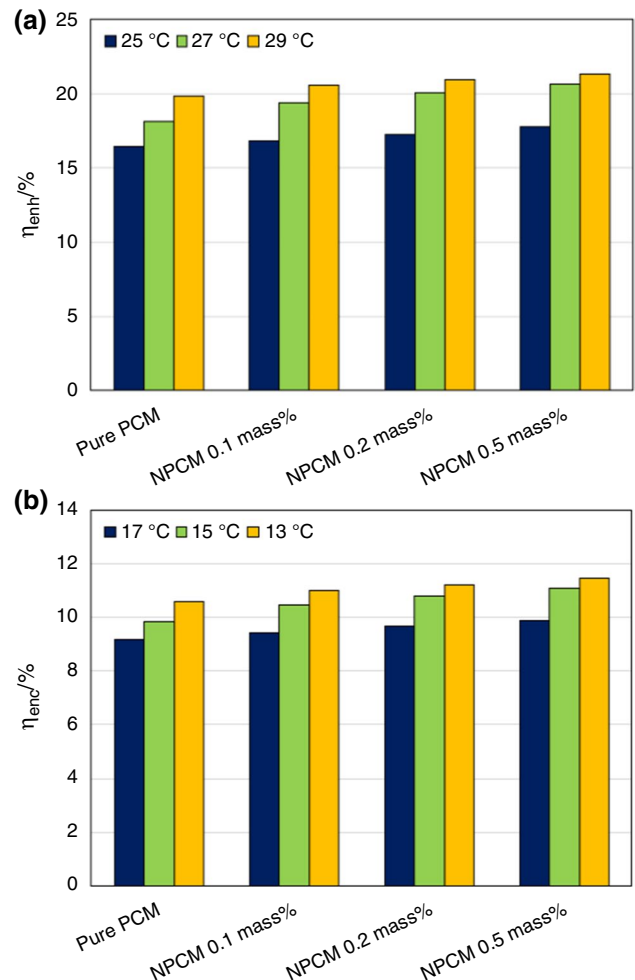 (a)
25
25 °C 27 °C 29 °C
20
15
10
5
0
ηenh/%
Pure PCM
NPCM 0.1 mass%
NPCM 0.2 mass%
NPCM 0.5 mass%
(b)
14
17 °C 15 °C 13 °C
12
10
8
6
4
2
0
ηenc/%
Pure PCM
NPCM 0.1 mass%
NPCM 0.2 mass%
NPCM 0.5 mass%